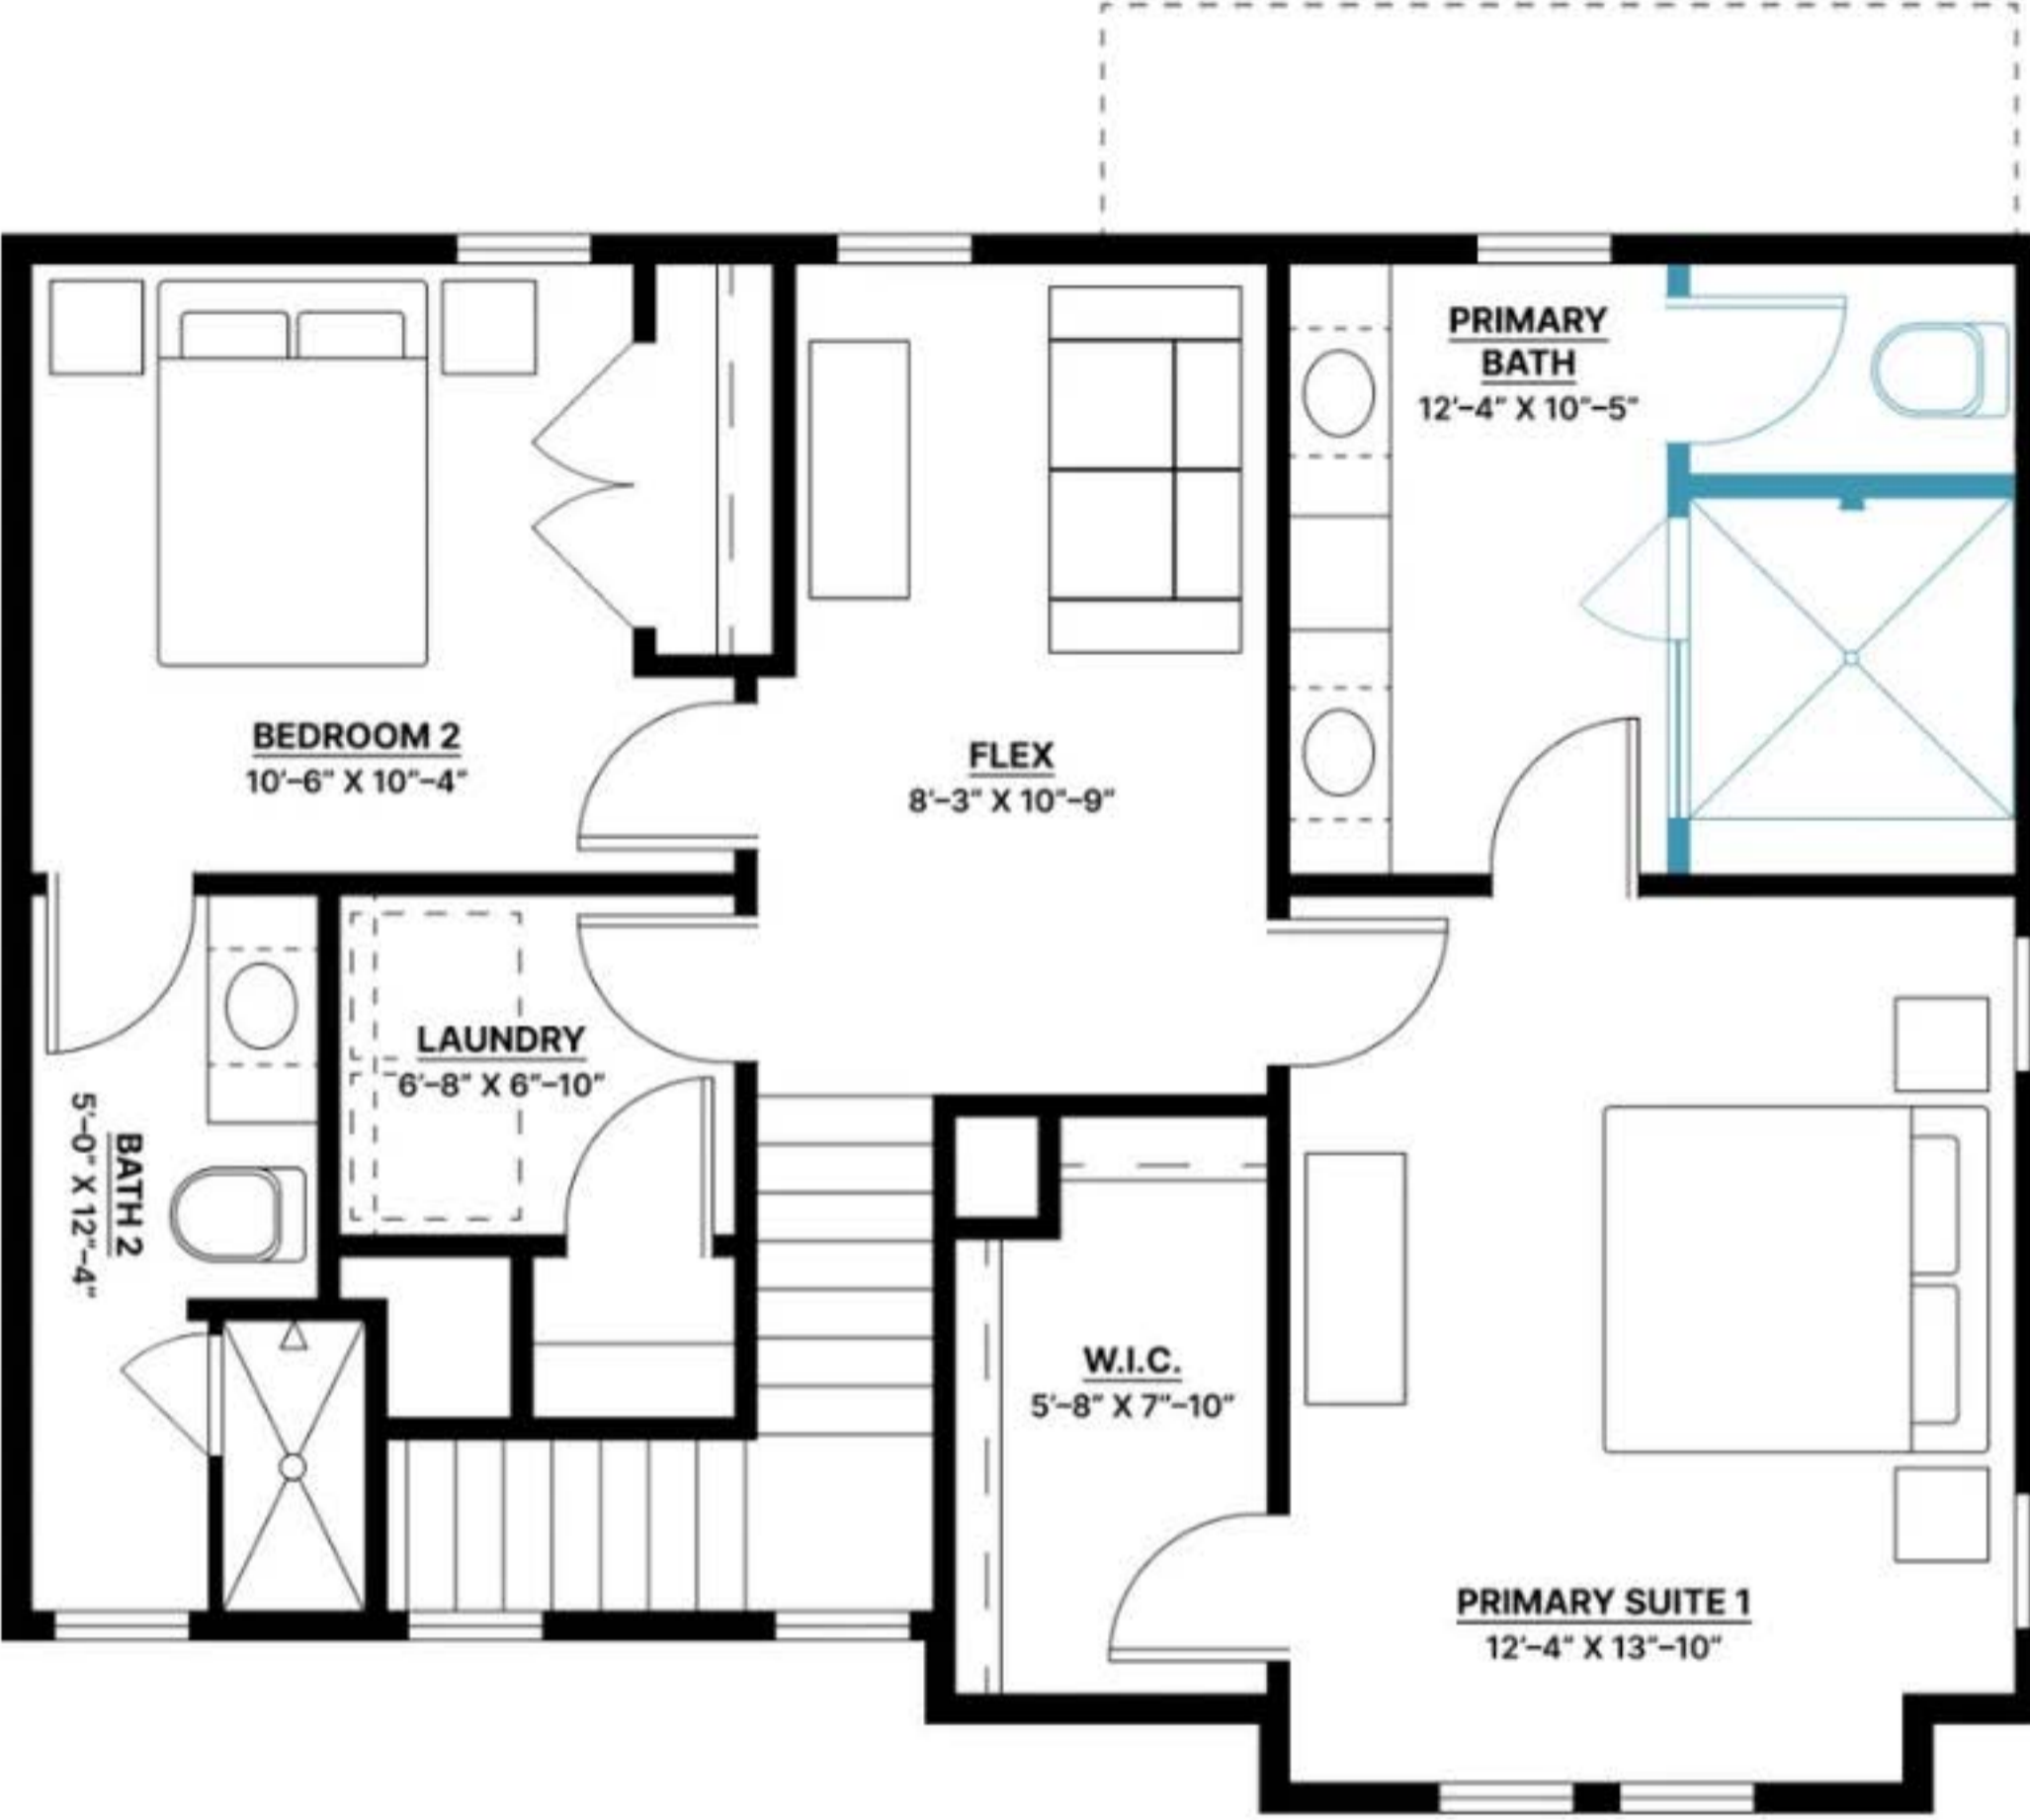 PRIMARY
BATH
12'–4" X 10"–5"
BEDROOM 2
10'–6" X 10"–4"
FLEX
8'–3" X 10"–9"
LAUNDRY
6'–8" X 6"–10"
BATH 2
5'–0" X 12"–4"
W.I.C.
5'–8" X 7"–10"
PRIMARY SUITE 1
12'–4" X 13"–10"